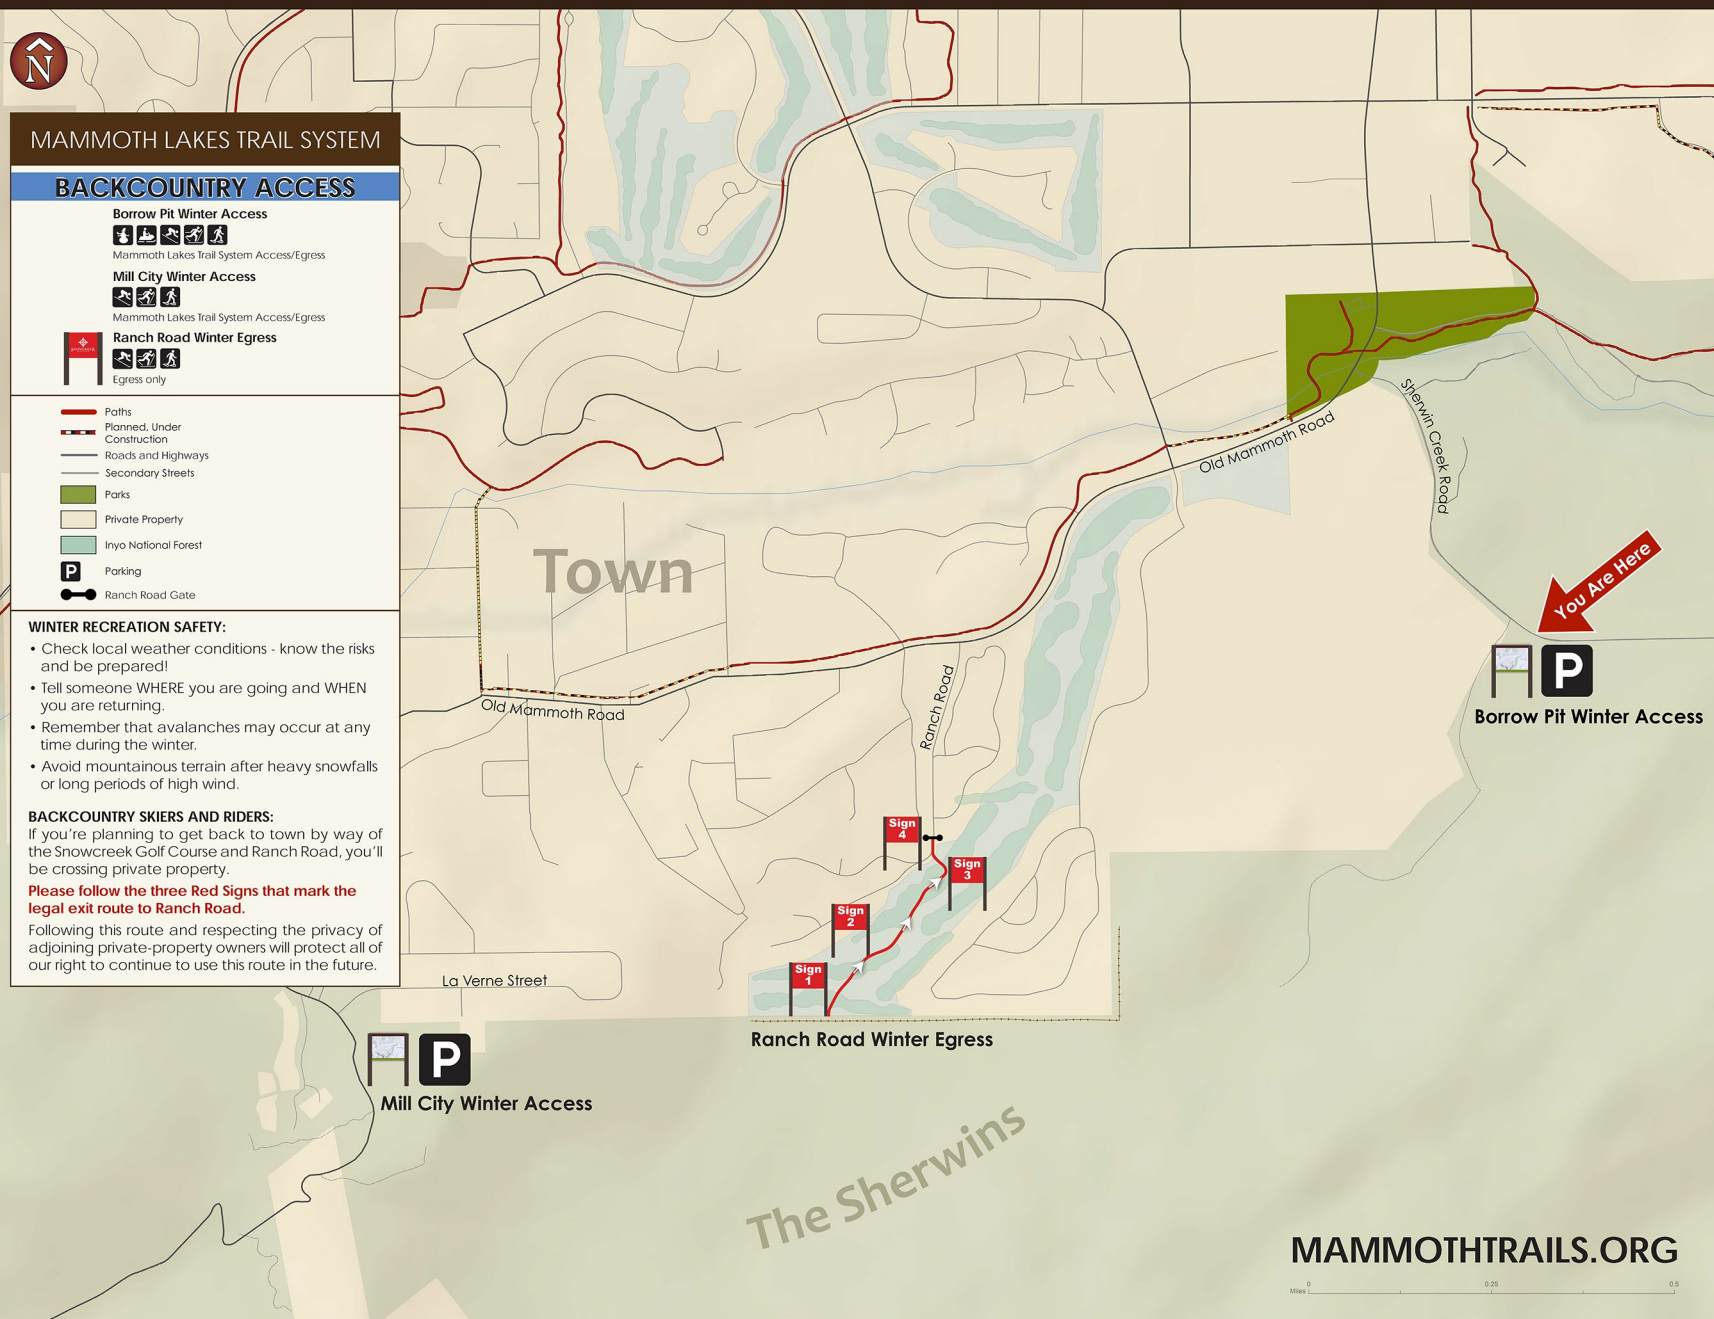 N
MAMMOTH LAKES TRAIL SYSTEM
BACKCOUNTRY ACCESS
Borrow Pit Winter Access
Mammoth Lakes Trail System Access/Egress
Mill City Winter Access
Mammoth Lakes Trail System Access/Egress
Ranch Road Winter Egress
Egress only
Paths
Planned, Under
Construction
Roads and Highways
Secondary Streets
Parks
Private Property
Inyo National Forest
P
Parking
Ranch Road Gate
WINTER RECREATION SAFETY:
• Check local weather conditions - know the risks
and be prepared!
• Tell someone WHERE you are going and WHEN
you are returning.
• Remember that avalanches may occur at any
time during the winter.
• Avoid mountainous terrain after heavy snowfalls
or long periods of high wind.
BACKCOUNTRY SKIERS AND RIDERS:
If you're planning to get back to town by way of
the Snowcreek Golf Course and Ranch Road, you'll
be crossing private property.
Please follow the three Red Signs that mark the
legal exit route to Ranch Road.
Following this route and respecting the privacy of
adjoining private-property owners will protect all of
our right to continue to use this route in the future.
Old Mammoth Road
Sherwin Creek Road
Town
You Are Here
P
Borrow Pit Winter Access
Old Mammoth Road
Ranch Road
Sign
4
Sign
3
Sign
2
Sign
1
La Verne Street
Ranch Road Winter Egress
P
Mill City Winter Access
The Sherwins
MAMMOTHTRAILS.ORG
Miles
0
0.25
0.5